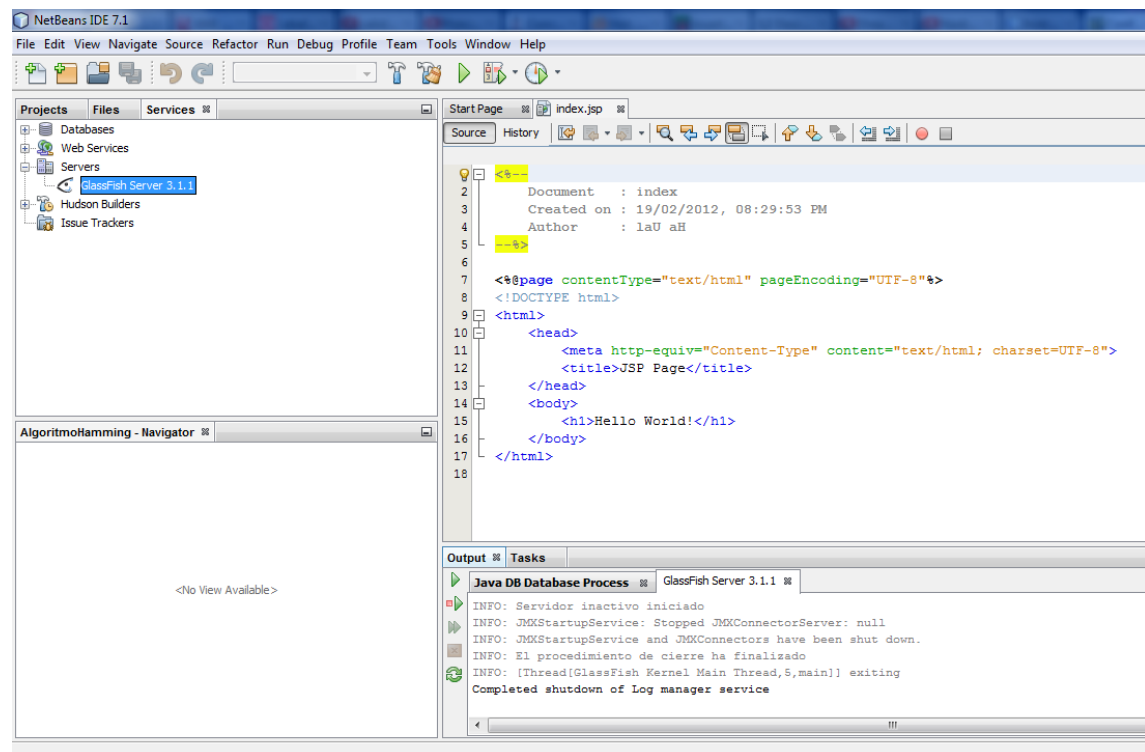 NetBeans IDE 7.1
File Edit View Navigate Source Refactor Run Debug Profile Team Tools Window Help
Projects Files Services
Databases
Web Services
Servers
GlassFish Server 3.1.1
Hudson Builders
Issue Trackers
AlgoritmoHamming - Navigator
<No View Available>
Start Page index.jsp
Source History
<%--
2 Document : index
3 Created on : 19/02/2012, 08:29:53 PM
4 Author : laU aH
5 --%>
6
7 <%@page contentType="text/html" pageEncoding="UTF-8"%>
8 <!DOCTYPE html>
9 <html>
10 <head>
11 <meta http-equiv="Content-Type" content="text/html; charset=UTF-8">
12 <title>JSP Page</title>
13 </head>
14 <body>
15 <h1>Hello World!</h1>
16 </body>
17 </html>
18
Output Tasks
Java DB Database Process GlassFish Server 3.1.1
INFO: Servidor inactivo iniciado
INFO: JMXStartupService: Stopped JMXConnectorServer: null
INFO: JMXStartupService and JMXConnectors have been shut down.
INFO: El procedimiento de cierre ha finalizado
INFO: [Thread[GlassFish Kernel Main Thread,5,main]] exiting
Completed shutdown of Log manager service